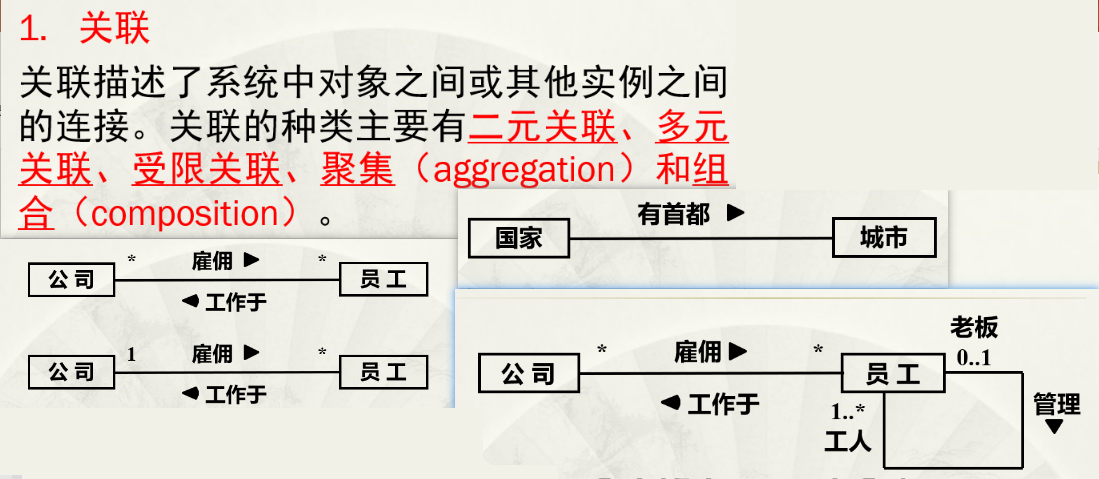 1. 关联
关联描述了系统中对象之间或其他实例之间
的连接。关联的种类主要有二元关联、多元
关联、受限关联、聚集（aggregation）和组
合（composition）。
有首都 ▶
国家
城市
* 雇佣 ▶ *
公司
员工
◀ 工作于
1 雇佣 ▶ *
公司
员工
◀ 工作于
老板
* 雇佣 ▶ *
0..1
公司
员工
◀ 工作于
1..*
管理
▼
工人